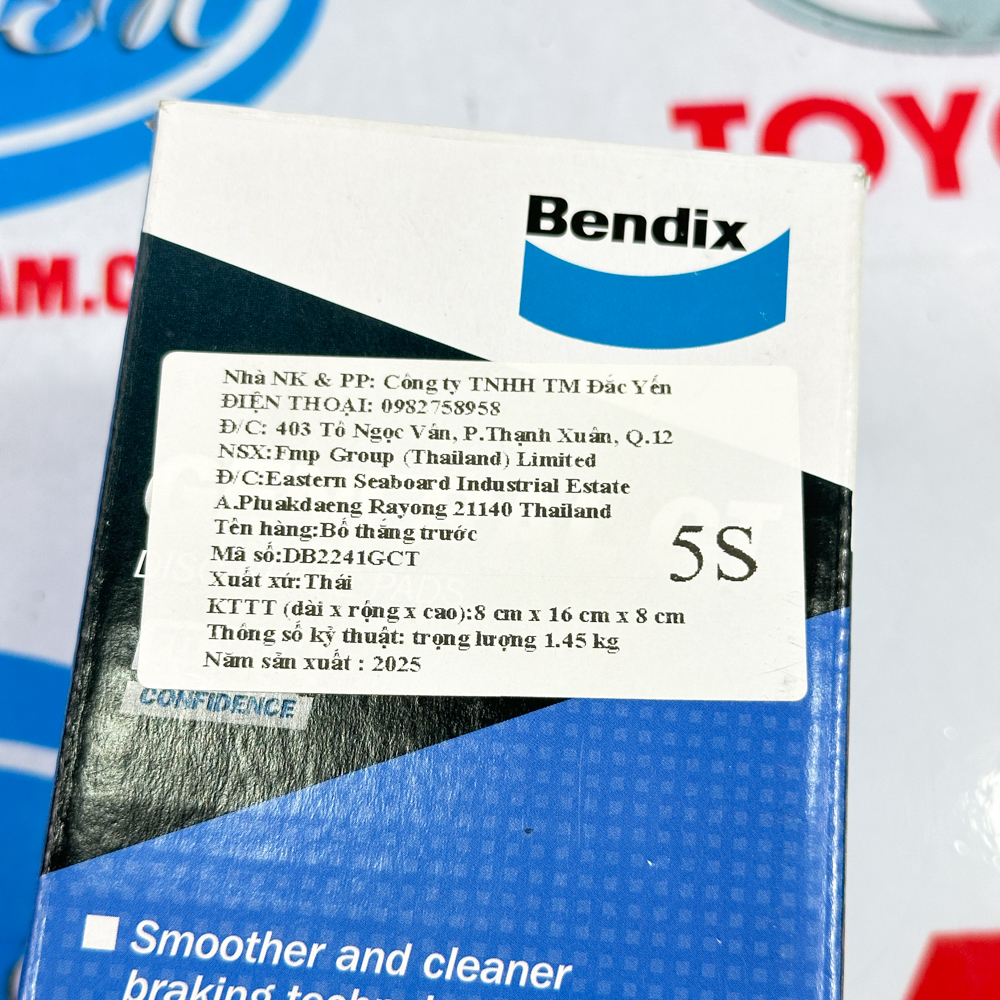 TOYO
AM.C
Bendix
Nhà NK & PP: Công ty TNHH TM Đắc Yến
ĐIỆN THOẠI: 0982758958
Đ/C: 403 Tô Ngọc Vân, P.Thạnh Xuân, Q.12
NSX:Fmp Group (Thailand) Limited
Đ/C:Eastern Seaboard Industrial Estate
A.Pluakdaeng Rayong 21140 Thailand
Tên hàng:Bố thắng trước
Mã số:DB2241GCT
Xuất xứ:Thái
KTTT (dài x rộng x cao):8 cm x 16 cm x 8 cm
Thông số kỹ thuật: trọng lượng 1.45 kg
Năm sản xuất : 2025
5S
CONFIDENCE
Smoother and cleaner
braking